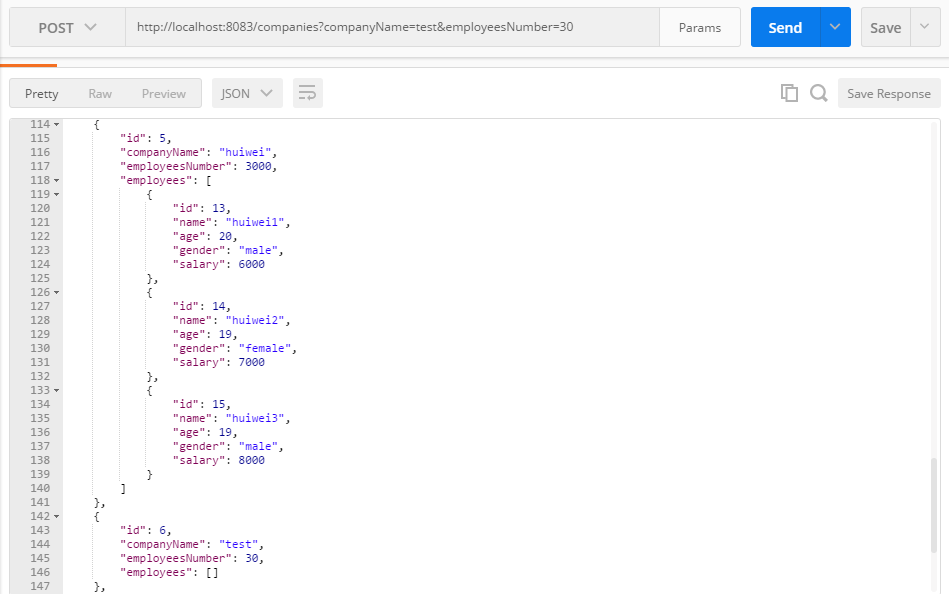 POST http://localhost:8083/companies?companyName=test&employeesNumber=30 Params Send Save
Pretty Raw Preview JSON Save Response
114 {
115 "id": 5,
116 "companyName": "huiwei",
117 "employeesNumber": 3000,
118 "employees": [
119 {
120 "id": 13,
121 "name": "huiwei1",
122 "age": 20,
123 "gender": "male",
124 "salary": 6000
125 },
126 {
127 "id": 14,
128 "name": "huiwei2",
129 "age": 19,
130 "gender": "female",
131 "salary": 7000
132 },
133 {
134 "id": 15,
135 "name": "huiwei3",
136 "age": 19,
137 "gender": "male",
138 "salary": 8000
139 }
140 ]
141 },
142 {
143 "id": 6,
144 "companyName": "test",
145 "employeesNumber": 30,
146 "employees": []
147 },